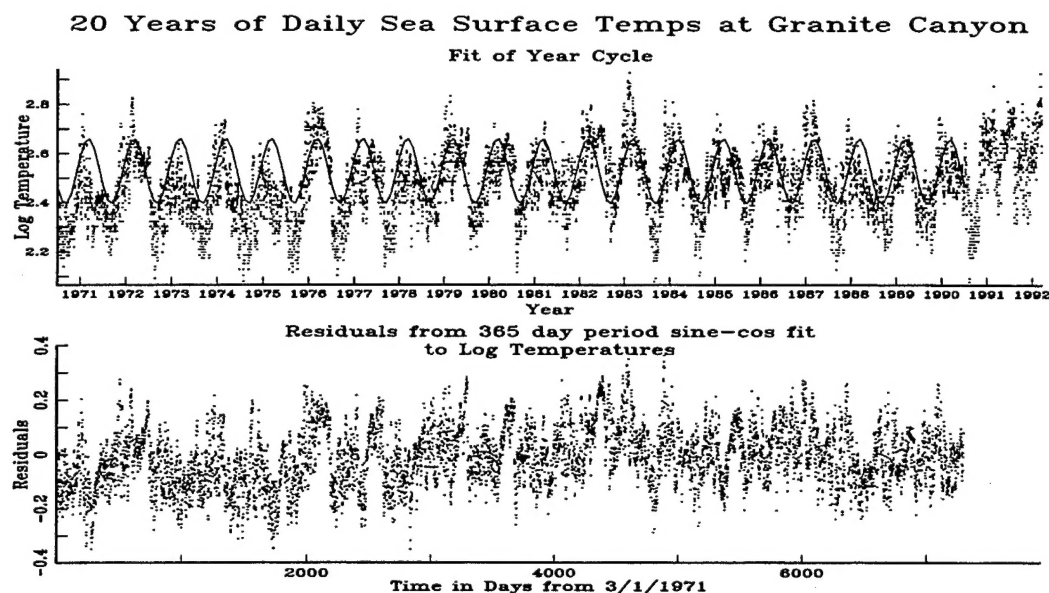 20 Years of Daily Sea Surface Temps at Granite Canyon
Fit of Year Cycle
Log Temperature
2.8
2.6
2.4
2.2
1971 1972 1973 1974 1975 1976 1977 1978 1979 1980 1981 1982 1983 1984 1985 1986 1987 1988 1989 1990 1991 1992
Year
Residuals from 365 day period sine-cos fit
to Log Temperatures
Residuals
0.4
0.2
0
-0.2
-0.4
2000 4000 6000
Time in Days from 3/1/1971